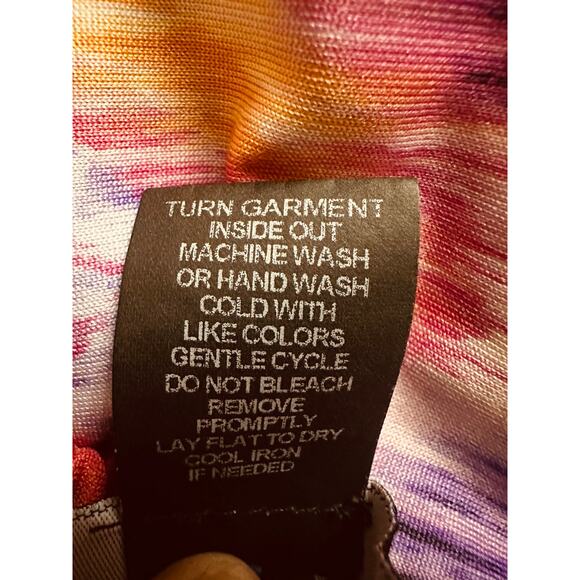 TURN GARMENT
INSIDE OUT
MACHINE WASH
OR HAND WASH
COLD WITH
LIKE COLORS
GENTLE CYCLE
DO NOT BLEACH
REMOVE
PROMPTLY
LAY FLAT TO DRY
COOL IRON
IF NEEDED